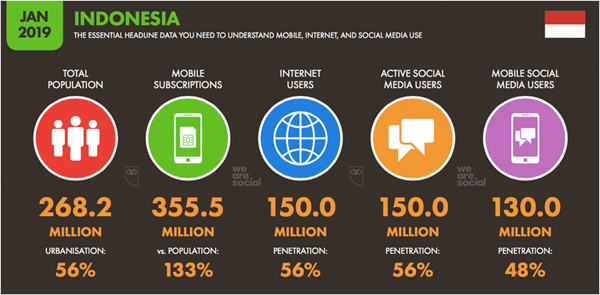 JAN
2019
INDONESIA
THE ESSENTIAL HEADLINE DATA YOU NEED TO UNDERSTAND MOBILE, INTERNET, AND SOCIAL MEDIA USE
TOTAL
POPULATION
MOBILE
SUBSCRIPTIONS
INTERNET
USERS
ACTIVE SOCIAL
MEDIA USERS
MOBILE SOCIAL
MEDIA USERS
we
are
social
we
are
social
268.2
MILLION
URBANISATION:
56%
355.5
MILLION
vs. POPULATION:
133%
150.0
MILLION
PENETRATION:
56%
150.0
MILLION
PENETRATION:
56%
130.0
MILLION
PENETRATION:
48%